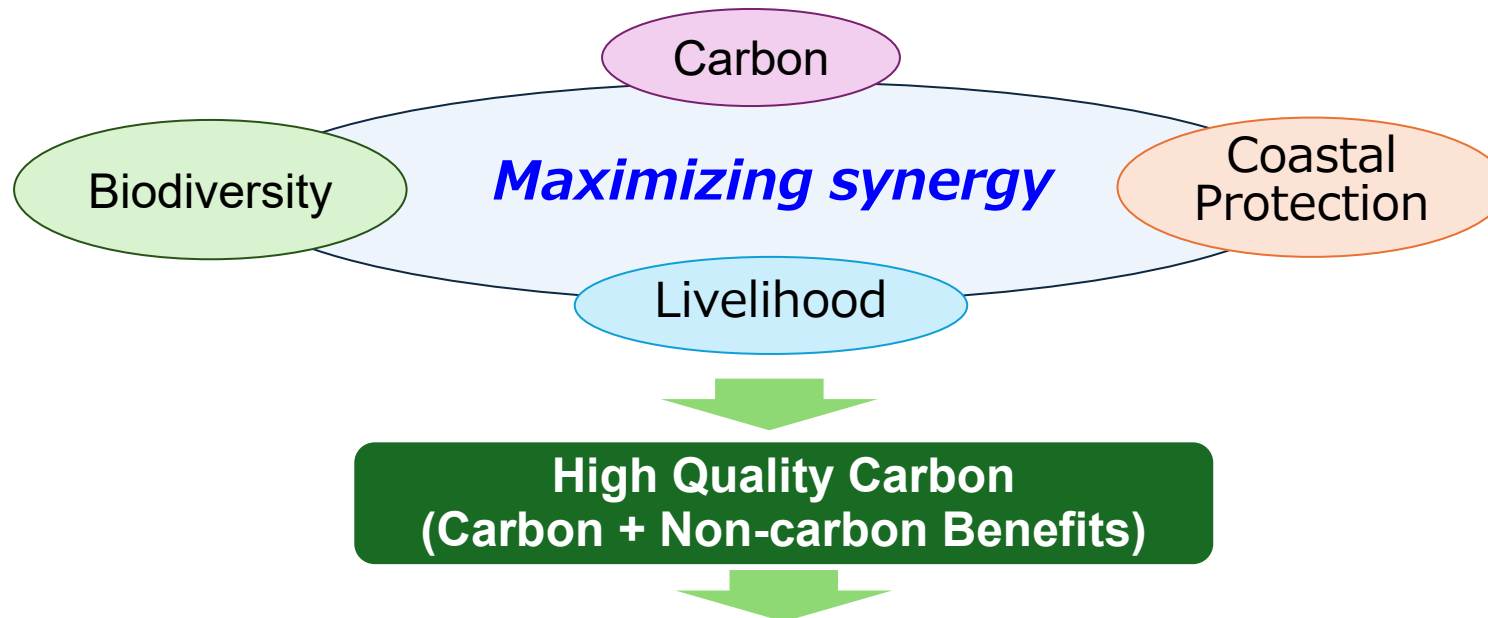 Carbon
Biodiversity
Maximizing synergy
Coastal
Protection
Livelihood
High Quality Carbon
(Carbon + Non-carbon Benefits)